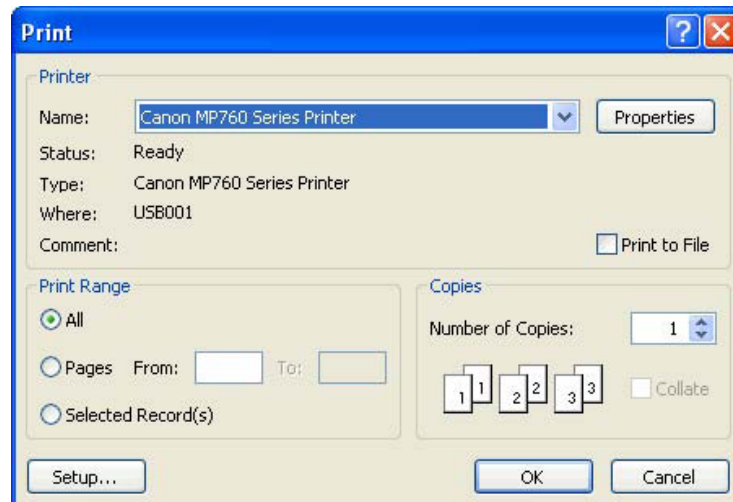 Print
?
Printer
Name: Canon MP760 Series Printer Properties
Status: Ready
Type: Canon MP760 Series Printer
Where: USB001
Comment: Print to File
Print Range Copies
All Number of Copies: 1
Pages From: To: 1 1 2 2 3 3 Collate
Selected Record(s)
Setup... OK Cancel